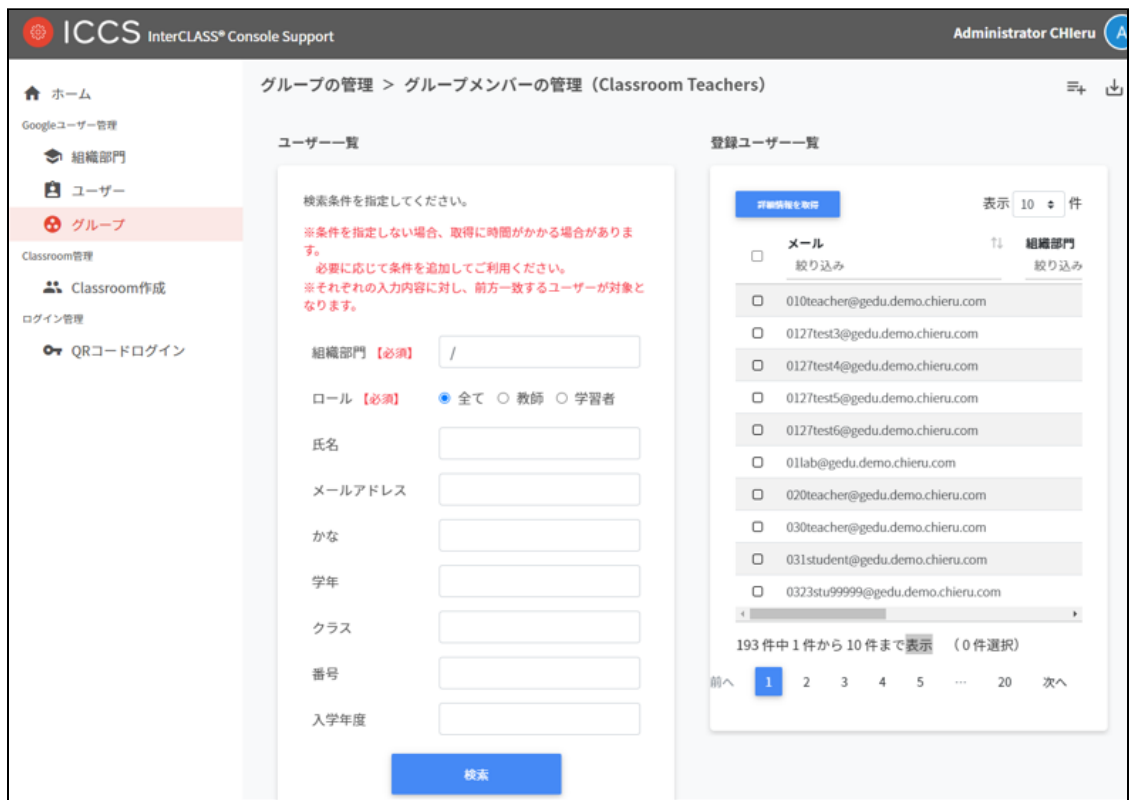 ICCS InterCLASS® Console Support
Administrator CHIeru
A
ホーム
Googleユーザー管理
組織部門
ユーザー
グループ
Classroom管理
Classroom作成
ログイン管理
QRコードログイン
グループの管理 ＞ グループメンバーの管理（Classroom Teachers）
ユーザー一覧
検索条件を指定してください。
※条件を指定しない場合、取得に時間がかかる場合がありま
す。
必要に応じて条件を追加してご利用ください。
※それぞれの入力内容に対し、前方一致するユーザーが対象と
なります。
組織部門 【必須】 /
ロール 【必須】 全て 教師 学習者
氏名
メールアドレス
かな
学年
クラス
番号
入学年度
検索
登録ユーザー一覧
詳細情報を取得 表示 10 件
メール 組織部門
絞り込み 絞り込み
010teacher@gedu.demo.chieru.com
0127test3@gedu.demo.chieru.com
0127test4@gedu.demo.chieru.com
0127test5@gedu.demo.chieru.com
0127test6@gedu.demo.chieru.com
01lab@gedu.demo.chieru.com
020teacher@gedu.demo.chieru.com
030teacher@gedu.demo.chieru.com
031student@gedu.demo.chieru.com
0323stu99999@gedu.demo.chieru.com
193 件中 1 件から 10 件まで表示 （0 件選択）
前へ 1 2 3 4 5 … 20 次へ